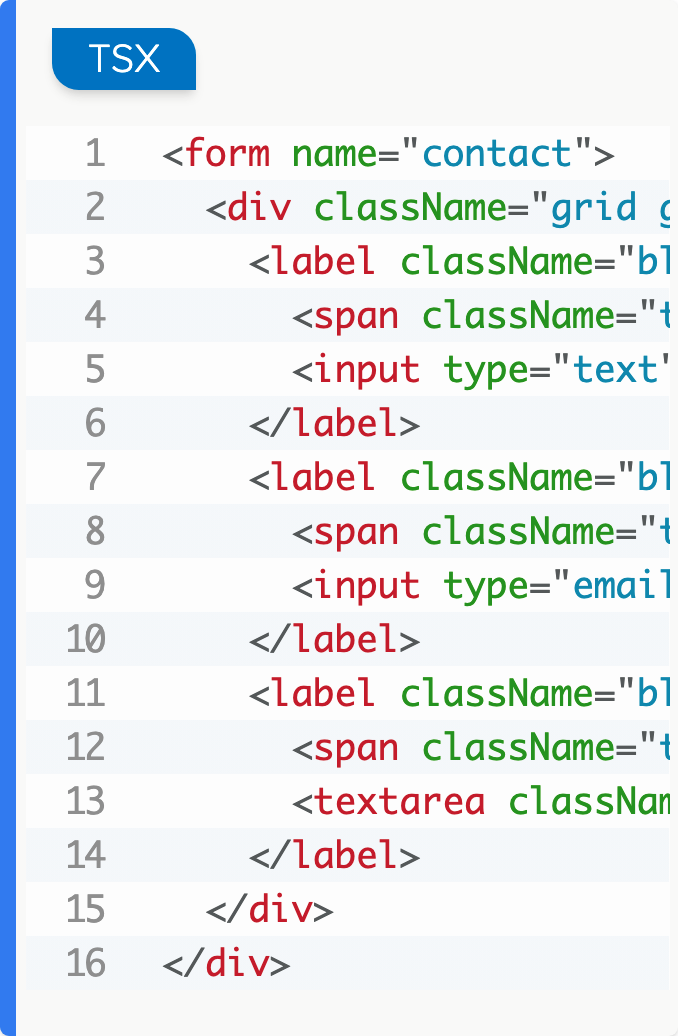 TSX
1 <form name="contact">
2 <div className="grid
3 <label className="bl
4 <span className="t
5 <input type="text"
6 </label>
7 <label className="bl
8 <span className="t
9 <input type="email
10 </label>
11 <label className="bl
12 <span className="t
13 <textarea classNam
14 </label>
15 </div>
16 </div>